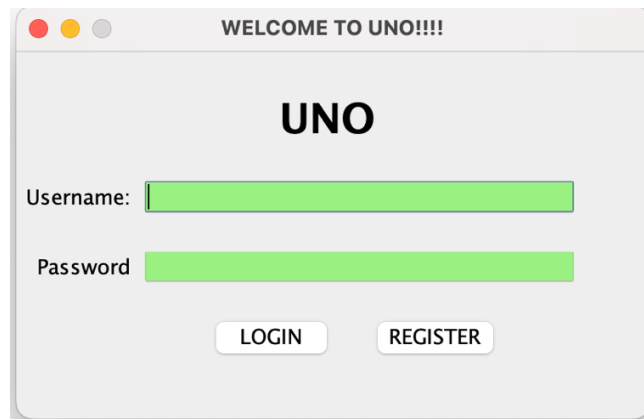 WELCOME TO UNO!!!!
UNO
Username:
Password
LOGIN REGISTER